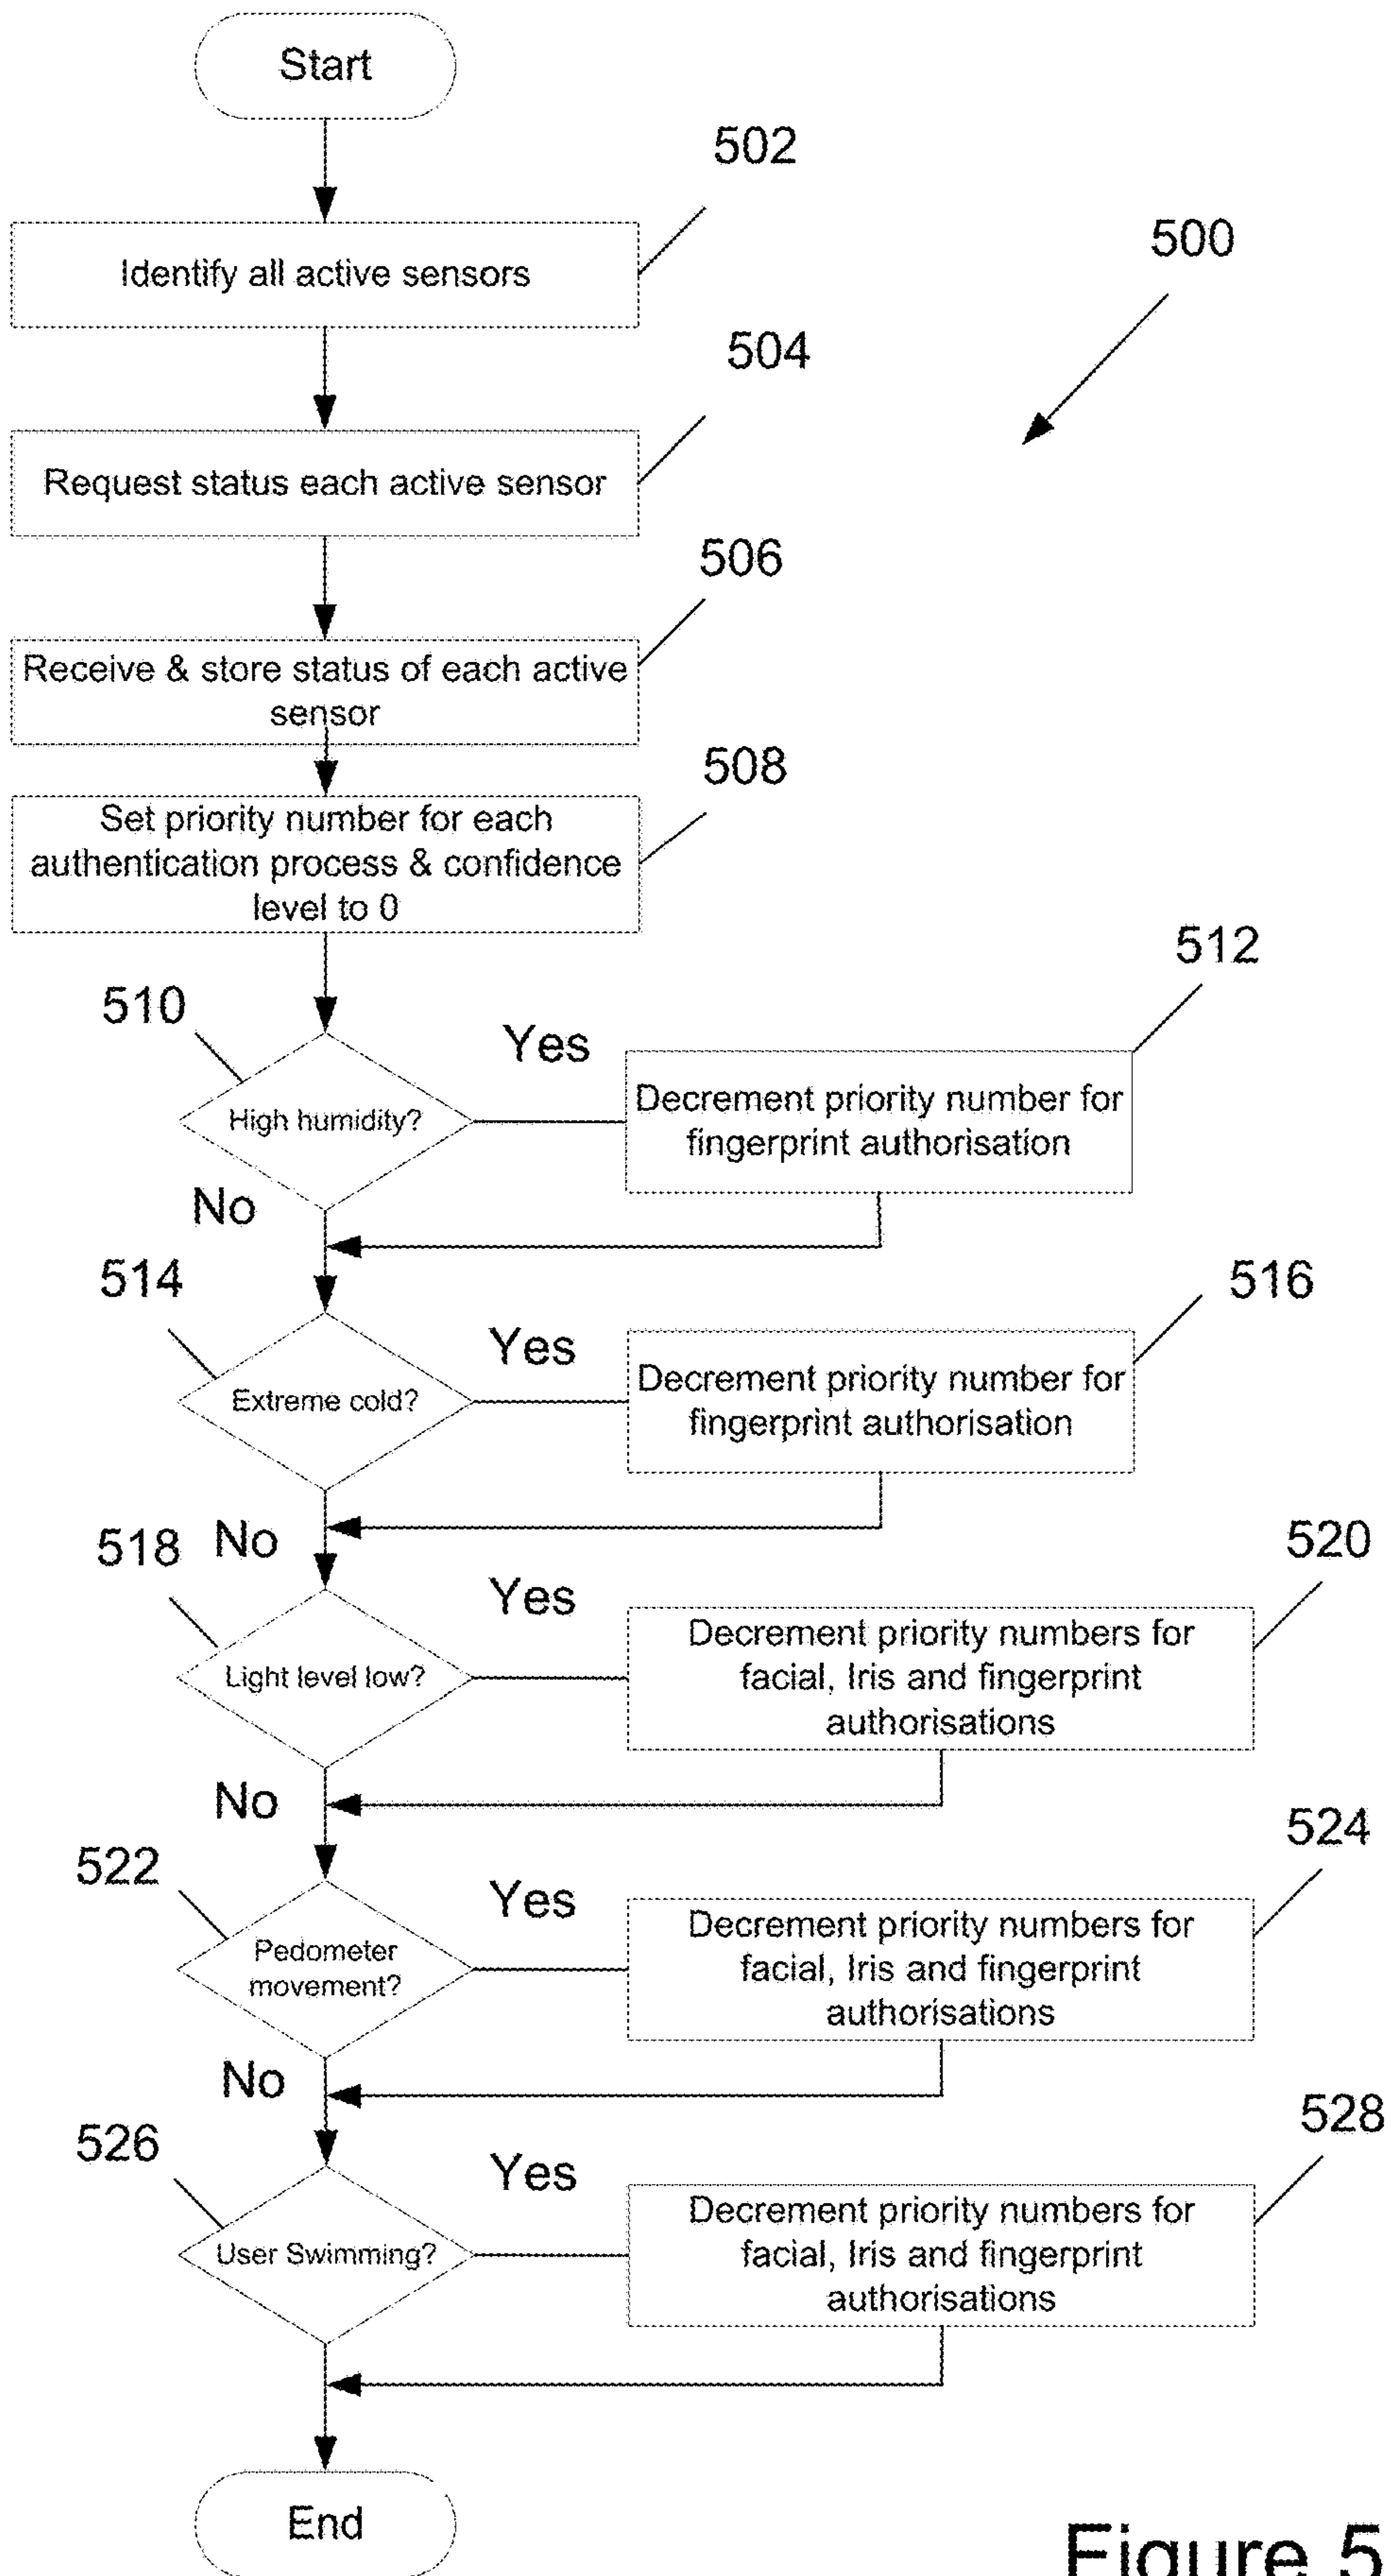 Start
502
Identify all active sensors
500
504
Request status each active sensor
506
Receive & store status of each active
sensor
508
Set priority number for each
authentication process & confidence
level to 0
512
510
Yes
High humidity?
Decrement priority number for
fingerprint authorisation
No
514
516
Yes
Extreme cold?
Decrement priority number for
fingerprint authorisation
518
No
520
Yes
Light level low?
Decrement priority numbers for
facial, Iris and fingerprint
authorisations
No
524
522
Yes
Pedometer
movement?
Decrement priority numbers for
facial, Iris and fingerprint
authorisations
No
528
526
Yes
User Swimming?
Decrement priority numbers for
facial, Iris and fingerprint
authorisations
End
Figure 5